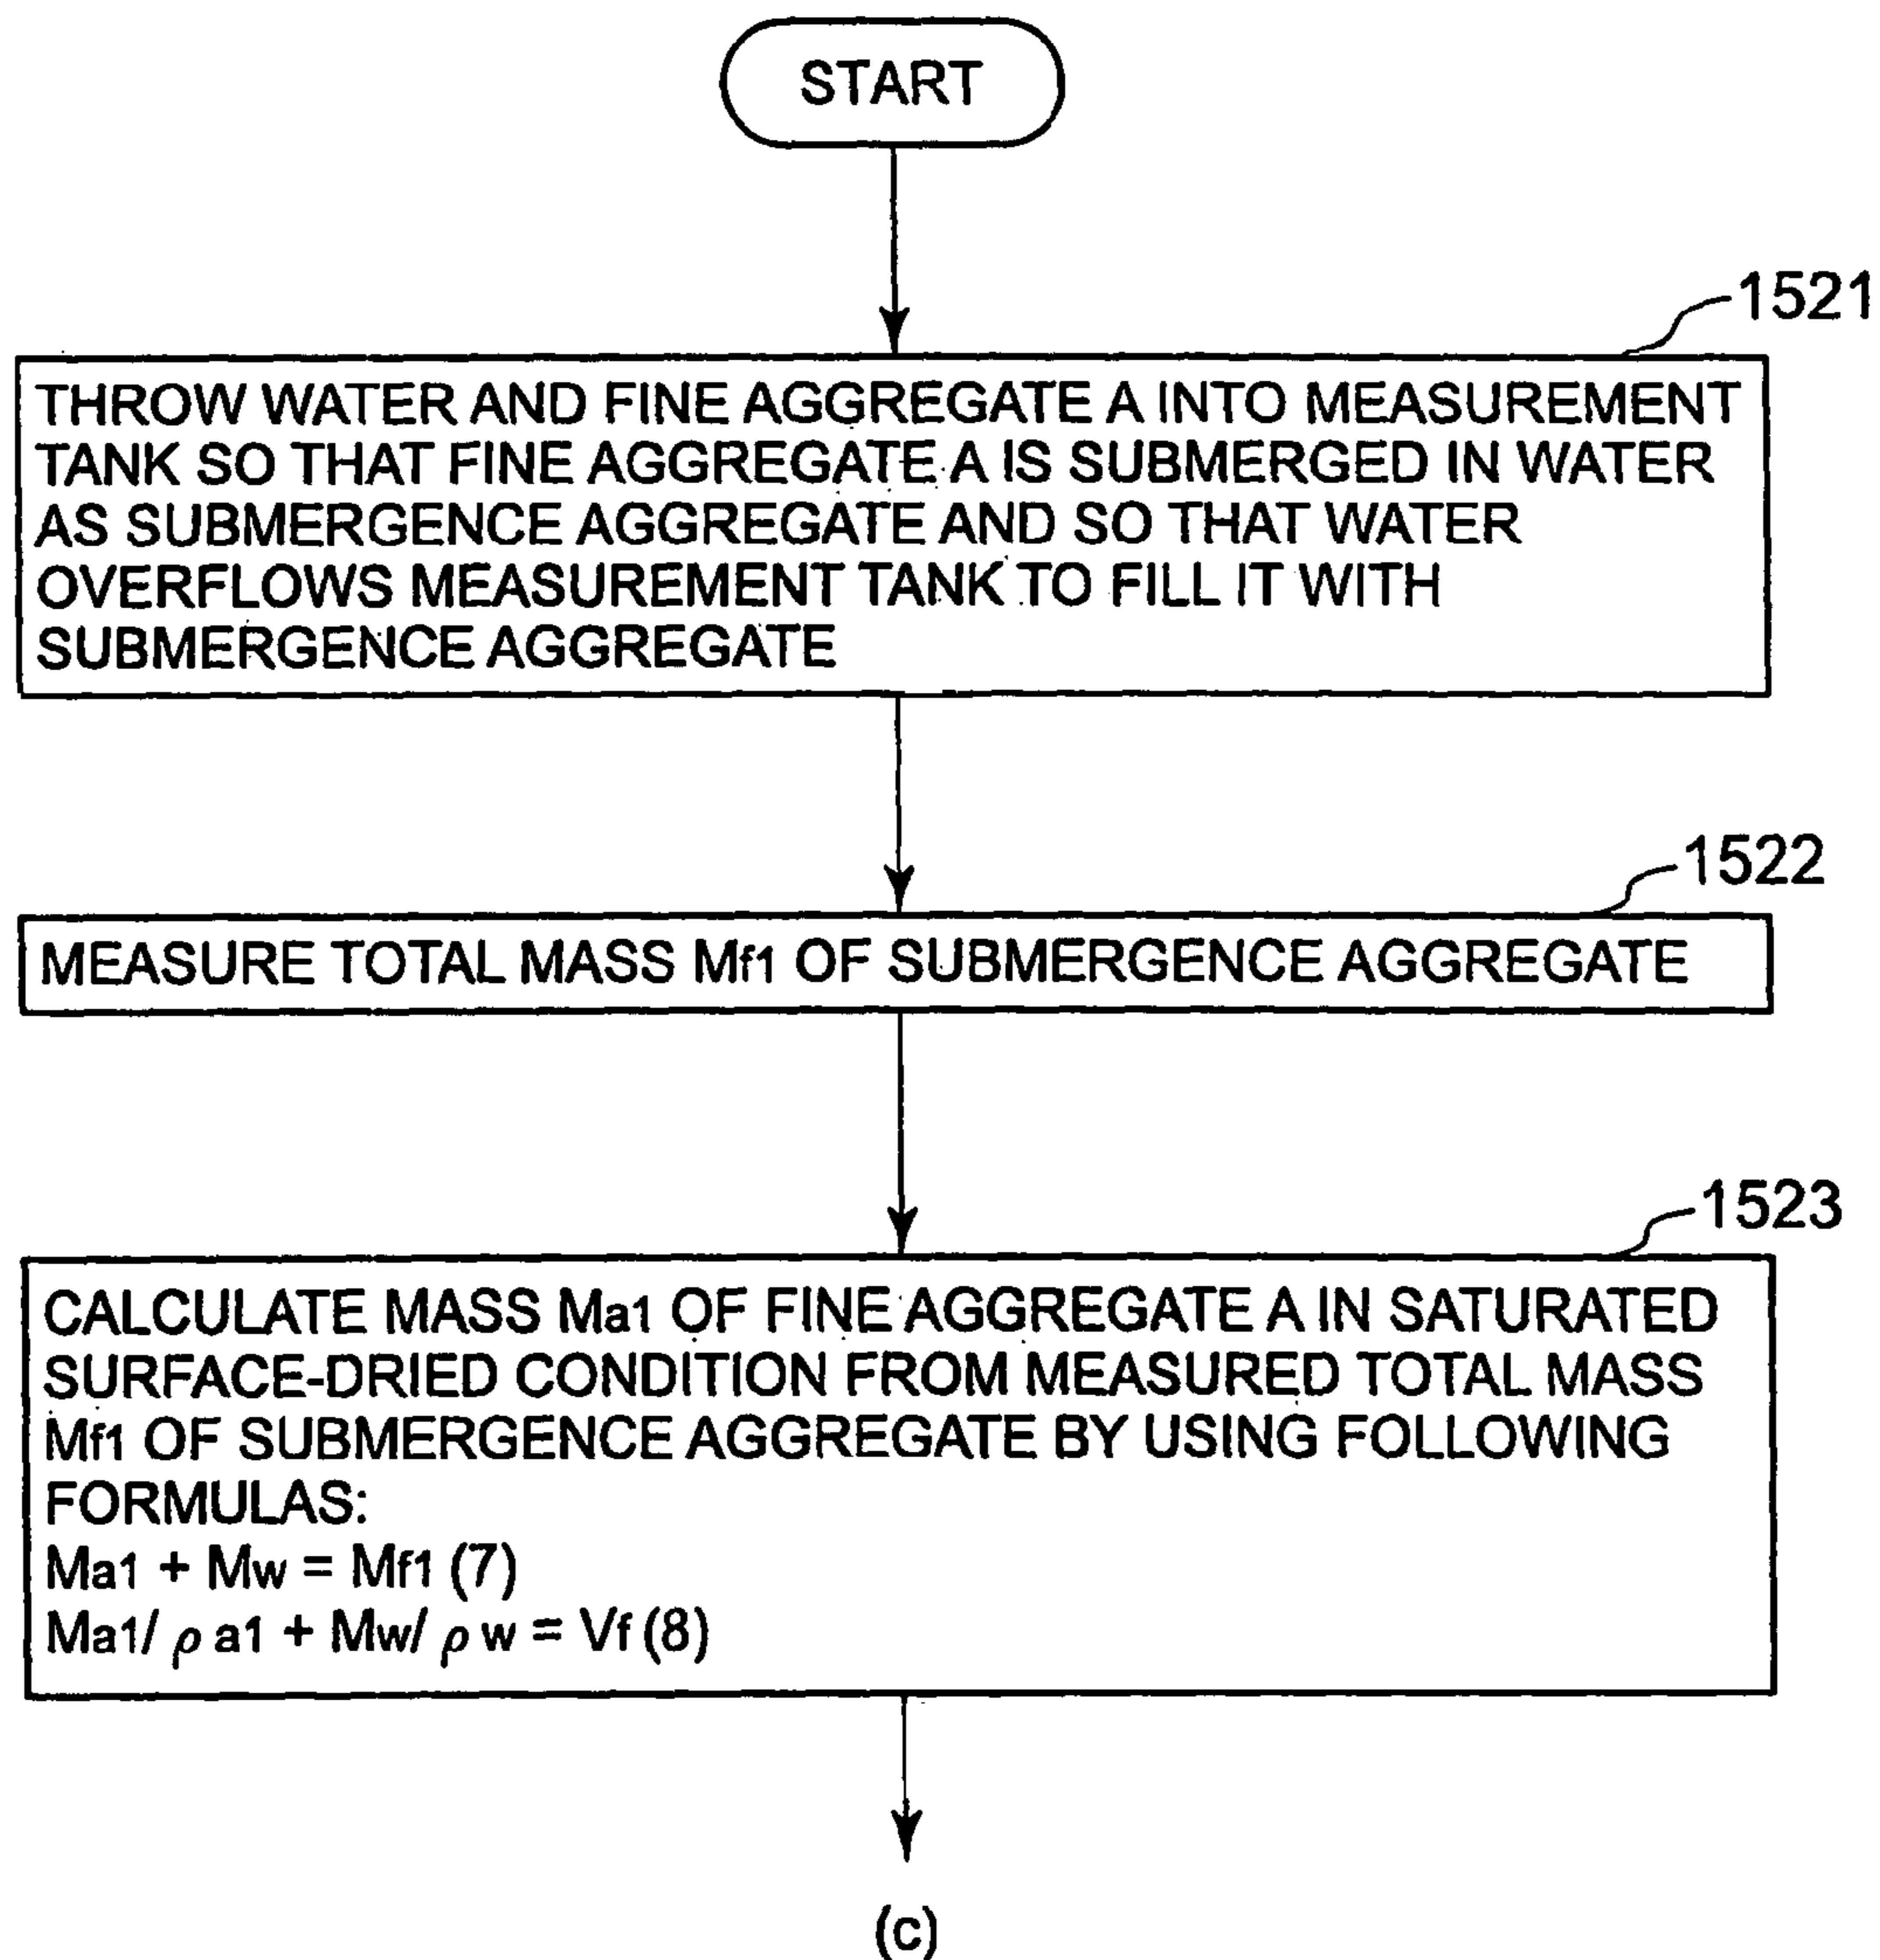 START
1521
THROW WATER AND FINE AGGREGATE A INTO MEASUREMENT
TANK SO THAT FINE AGGREGATE A IS SUBMERGED IN WATER
AS SUBMERGENCE AGGREGATE AND SO THAT WATER
OVERFLOWS MEASUREMENT TANK TO FILL IT WITH
SUBMERGENCE AGGREGATE
1522
MEASURE TOTAL MASS Mf1 OF SUBMERGENCE AGGREGATE
1523
CALCULATE MASS Ma1 OF FINE AGGREGATE A IN SATURATED
SURFACE-DRIED CONDITION FROM MEASURED TOTAL MASS
Mf1 OF SUBMERGENCE AGGREGATE BY USING FOLLOWING
FORMULAS:
Ma1 + Mw = Mf1 (7)
Ma1/ ρ a1 + Mw/ ρ w = Vf (8)
(c)